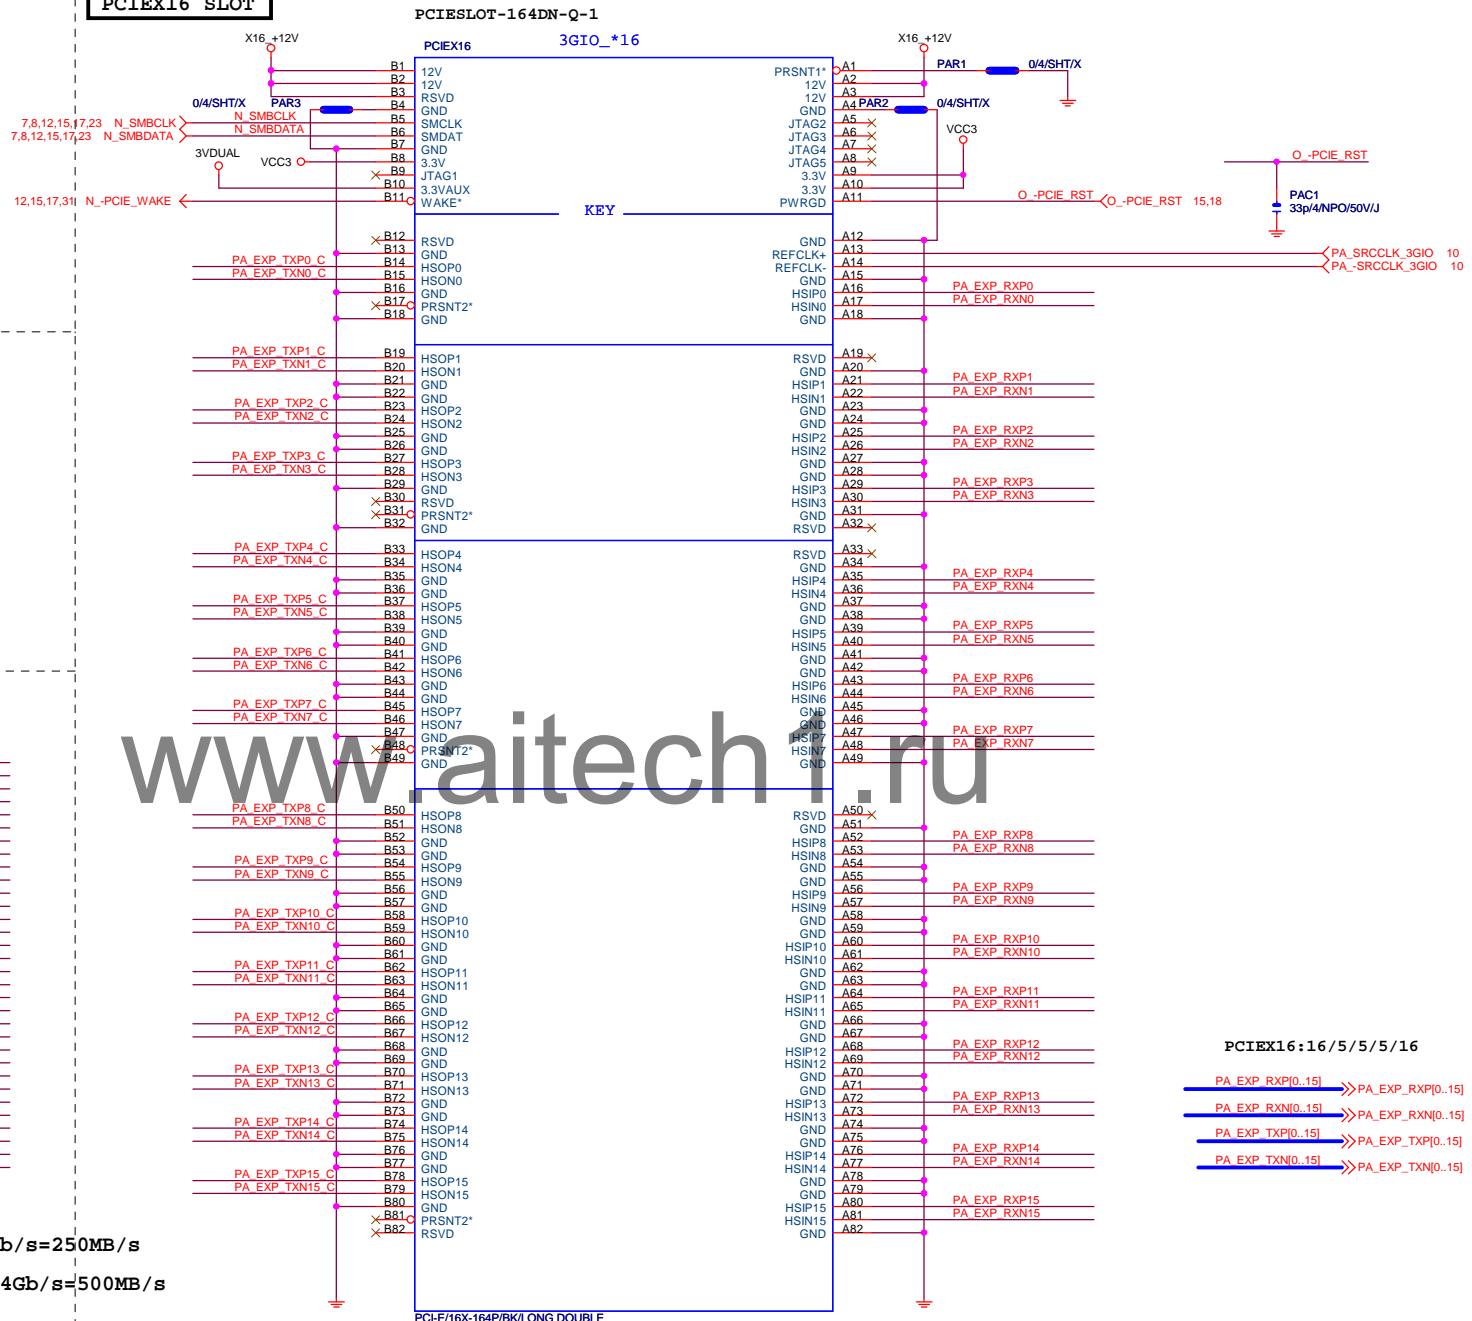 PCIEX16 SLOT
PCIESLOT-164DN-Q-1
X16_+12V
PCIEX16
3GIO_*16
X16_+12V
B1 12V PRSNT1* A1 PAR1 0/4/SHT/X
B2 12V 12V A2
B3 RSVD 12V A3
0/4/SHT/X PAR3 B4 GND GND A4 PAR2 0/4/SHT/X
7,8,12,15,17,23 N_SMBCLK N_SMBCLK B5 SMCLK JTAG2 A5
7,8,12,15,17,23 N_SMBDATA N_SMBDATA B6 SMDAT JTAG3 A6 VCC3
B7 GND JTAG4 A7
3VDUAL VCC3 B8 3.3V JTAG5 A8 O_-PCIE_RST
B9 JTAG1 3.3V A9
B10 3.3VAUX 3.3V A10
12,15,17,31 N_-PCIE_WAKE B11 WAKE* PWRGD A11 O_-PCIE_RST O_-PCIE_RST 15,18
PAC1
33p/4/NPO/50V/J
KEY
B12 RSVD GND A12
B13 GND REFCLK+ A13 PA_SRCCLK_3GIO 10
PA_EXP_TXP0_C B14 HSOP0 REFCLK- A14 PA_-SRCCLK_3GIO 10
PA_EXP_TXN0_C B15 HSON0 GND A15
B16 GND HSIP0 A16 PA_EXP_RXP0
B17 PRSNT2* HSIN0 A17 PA_EXP_RXN0
B18 GND GND A18
PA_EXP_TXP1_C B19 HSOP1 RSVD A19
PA_EXP_TXN1_C B20 HSON1 GND A20
B21 GND HSIP1 A21 PA_EXP_RXP1
B22 GND HSIN1 A22 PA_EXP_RXN1
PA_EXP_TXP2_C B23 HSOP2 GND A23
PA_EXP_TXN2_C B24 HSON2 GND A24
B25 GND HSIP2 A25 PA_EXP_RXP2
B26 GND HSIN2 A26 PA_EXP_RXN2
PA_EXP_TXP3_C B27 HSOP3 GND A27
PA_EXP_TXN3_C B28 HSON3 GND A28
B29 GND HSIP3 A29 PA_EXP_RXP3
B30 RSVD HSIN3 A30 PA_EXP_RXN3
B31 PRSNT2* GND A31
B32 GND RSVD A32
PA_EXP_TXP4_C B33 HSOP4 RSVD A33
PA_EXP_TXN4_C B34 HSON4 GND A34
B35 GND HSIP4 A35 PA_EXP_RXP4
B36 GND HSIN4 A36 PA_EXP_RXN4
PA_EXP_TXP5_C B37 HSOP5 GND A37
PA_EXP_TXN5_C B38 HSON5 GND A38
B39 GND HSIP5 A39 PA_EXP_RXP5
B40 GND HSIN5 A40 PA_EXP_RXN5
PA_EXP_TXP6_C B41 HSOP6 GND A41
PA_EXP_TXN6_C B42 HSON6 GND A42
B43 GND HSIP6 A43 PA_EXP_RXP6
B44 GND HSIN6 A44 PA_EXP_RXN6
PA_EXP_TXP7_C B45 HSOP7 GND A45
PA_EXP_TXN7_C B46 HSON7 GND A46
B47 GND HSIP7 A47 PA_EXP_RXP7
B48 PRSNT2* HSIN7 A48 PA_EXP_RXN7
B49 GND GND A49
www.aitech1.ru
PA_EXP_TXP8_C B50 HSOP8 RSVD A50
PA_EXP_TXN8_C B51 HSON8 GND A51
B52 GND HSIP8 A52 PA_EXP_RXP8
B53 GND HSIN8 A53 PA_EXP_RXN8
PA_EXP_TXP9_C B54 HSOP9 GND A54
PA_EXP_TXN9_C B55 HSON9 GND A55
B56 GND HSIP9 A56 PA_EXP_RXP9
B57 GND HSIN9 A57 PA_EXP_RXN9
PA_EXP_TXP10_C B58 HSOP10 GND A58
PA_EXP_TXN10_C B59 HSON10 GND A59
B60 GND HSIP10 A60 PA_EXP_RXP10
B61 GND HSIN10 A61 PA_EXP_RXN10
PA_EXP_TXP11_C B62 HSOP11 GND A62
PA_EXP_TXN11_C B63 HSON11 GND A63
B64 GND HSIP11 A64 PA_EXP_RXP11
B65 GND HSIN11 A65 PA_EXP_RXN11
PA_EXP_TXP12_C B66 HSOP12 GND A66
PA_EXP_TXN12_C B67 HSON12 GND A67
B68 GND HSIP12 A68 PA_EXP_RXP12
B69 GND HSIN12 A69 PA_EXP_RXN12
PA_EXP_TXP13_C B70 HSOP13 GND A70
PA_EXP_TXN13_C B71 HSON13 GND A71
B72 GND HSIP13 A72 PA_EXP_RXP13
B73 GND HSIN13 A73 PA_EXP_RXN13
PA_EXP_TXP14_C B74 HSOP14 GND A74
PA_EXP_TXN14_C B75 HSON14 GND A75
B76 GND HSIP14 A76 PA_EXP_RXP14
B77 GND HSIN14 A77 PA_EXP_RXN14
PA_EXP_TXP15_C B78 HSOP15 GND A78
PA_EXP_TXN15_C B79 HSON15 GND A79
B80 GND HSIP15 A80 PA_EXP_RXP15
B81 PRSNT2* HSIN15 A81 PA_EXP_RXN15
B82 RSVD GND A82
PCIEX16:16/5/5/5/16
PA_EXP_RXP[0..15] PA_EXP_RXP[0..15]
PA_EXP_RXN[0..15] PA_EXP_RXN[0..15]
PA_EXP_TXP[0..15] PA_EXP_TXP[0..15]
PA_EXP_TXN[0..15] PA_EXP_TXN[0..15]
b/s=250MB/s
4Gb/s=500MB/s
PCI-E/16X-164P/BK/LONG DOUBLE